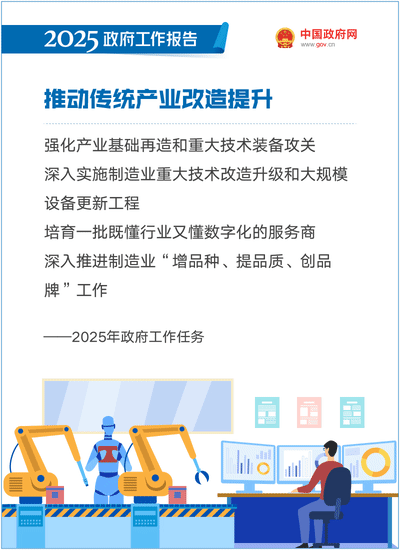 2025 政府工作报告
中国政府网
www.gov.cn
推动传统产业改造提升
强化产业基础再造和重大技术装备攻关
深入实施制造业重大技术改造升级和大规模
设备更新工程
培育一批既懂行业又懂数字化的服务商
深入推进制造业“增品种、提品质、创品
牌”工作
——2025年政府工作任务